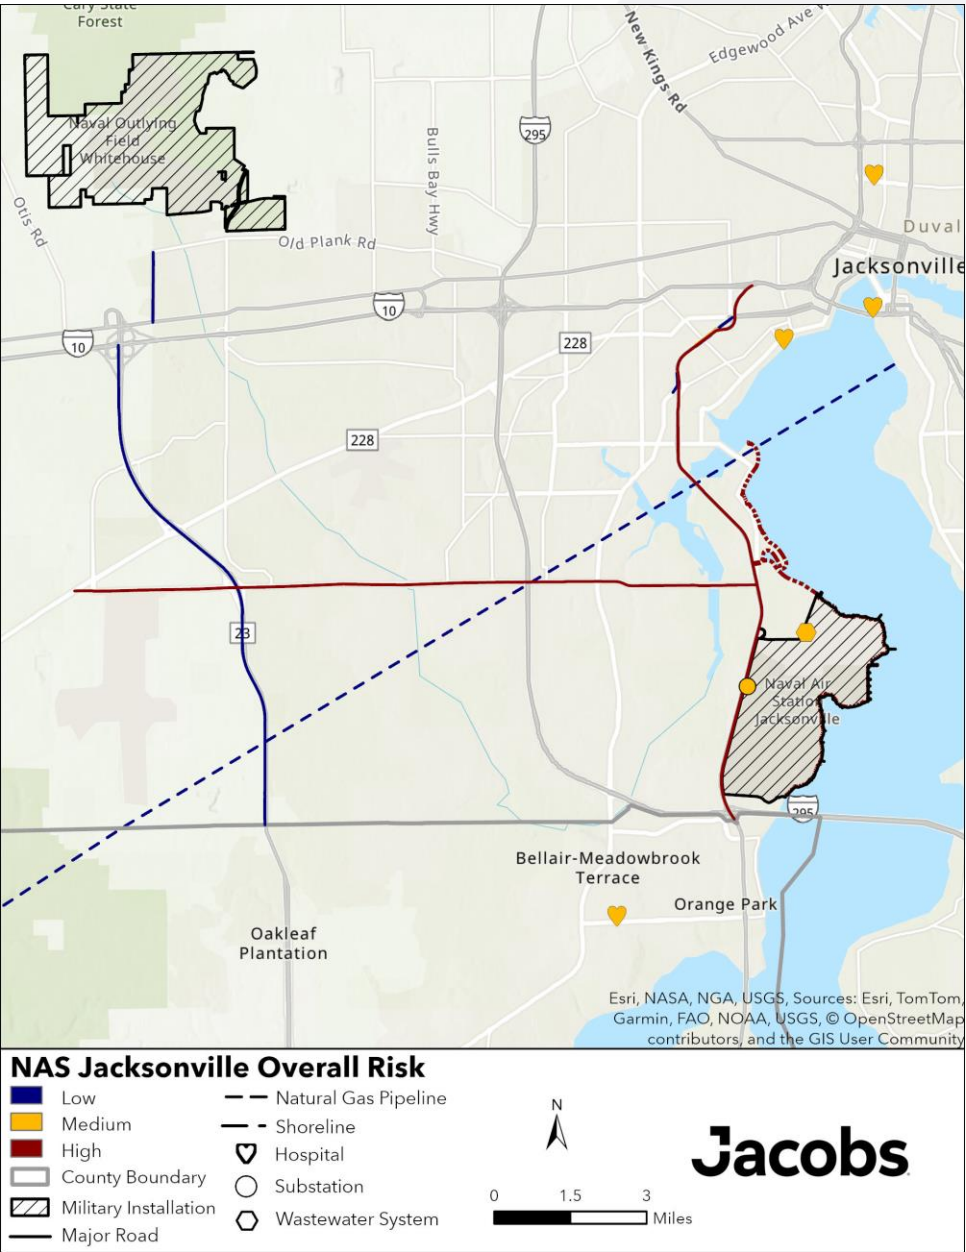 Cary State
Forest
New Kings Rd
Edgewood Ave W
295
Naval Outlying
Field
Whitehouse
Bulls Bay Hwy
Otis Rd
Old Plank Rd
Duval
Jacksonville
10
10
228
228
23
Naval Air
Station
Jacksonville
295
Bellair-Meadowbrook
Terrace
Orange Park
Oakleaf
Plantation
Esri, NASA, NGA, USGS, Sources: Esri, TomTom,
Garmin, FAO, NOAA, USGS, © OpenStreetMap
contributors, and the GIS User Community
NAS Jacksonville Overall Risk
Low
Medium
High
County Boundary
Military Installation
Major Road
Natural Gas Pipeline
Shoreline
Hospital
Substation
Wastewater System
N
0 1.5 3
Miles
Jacobs